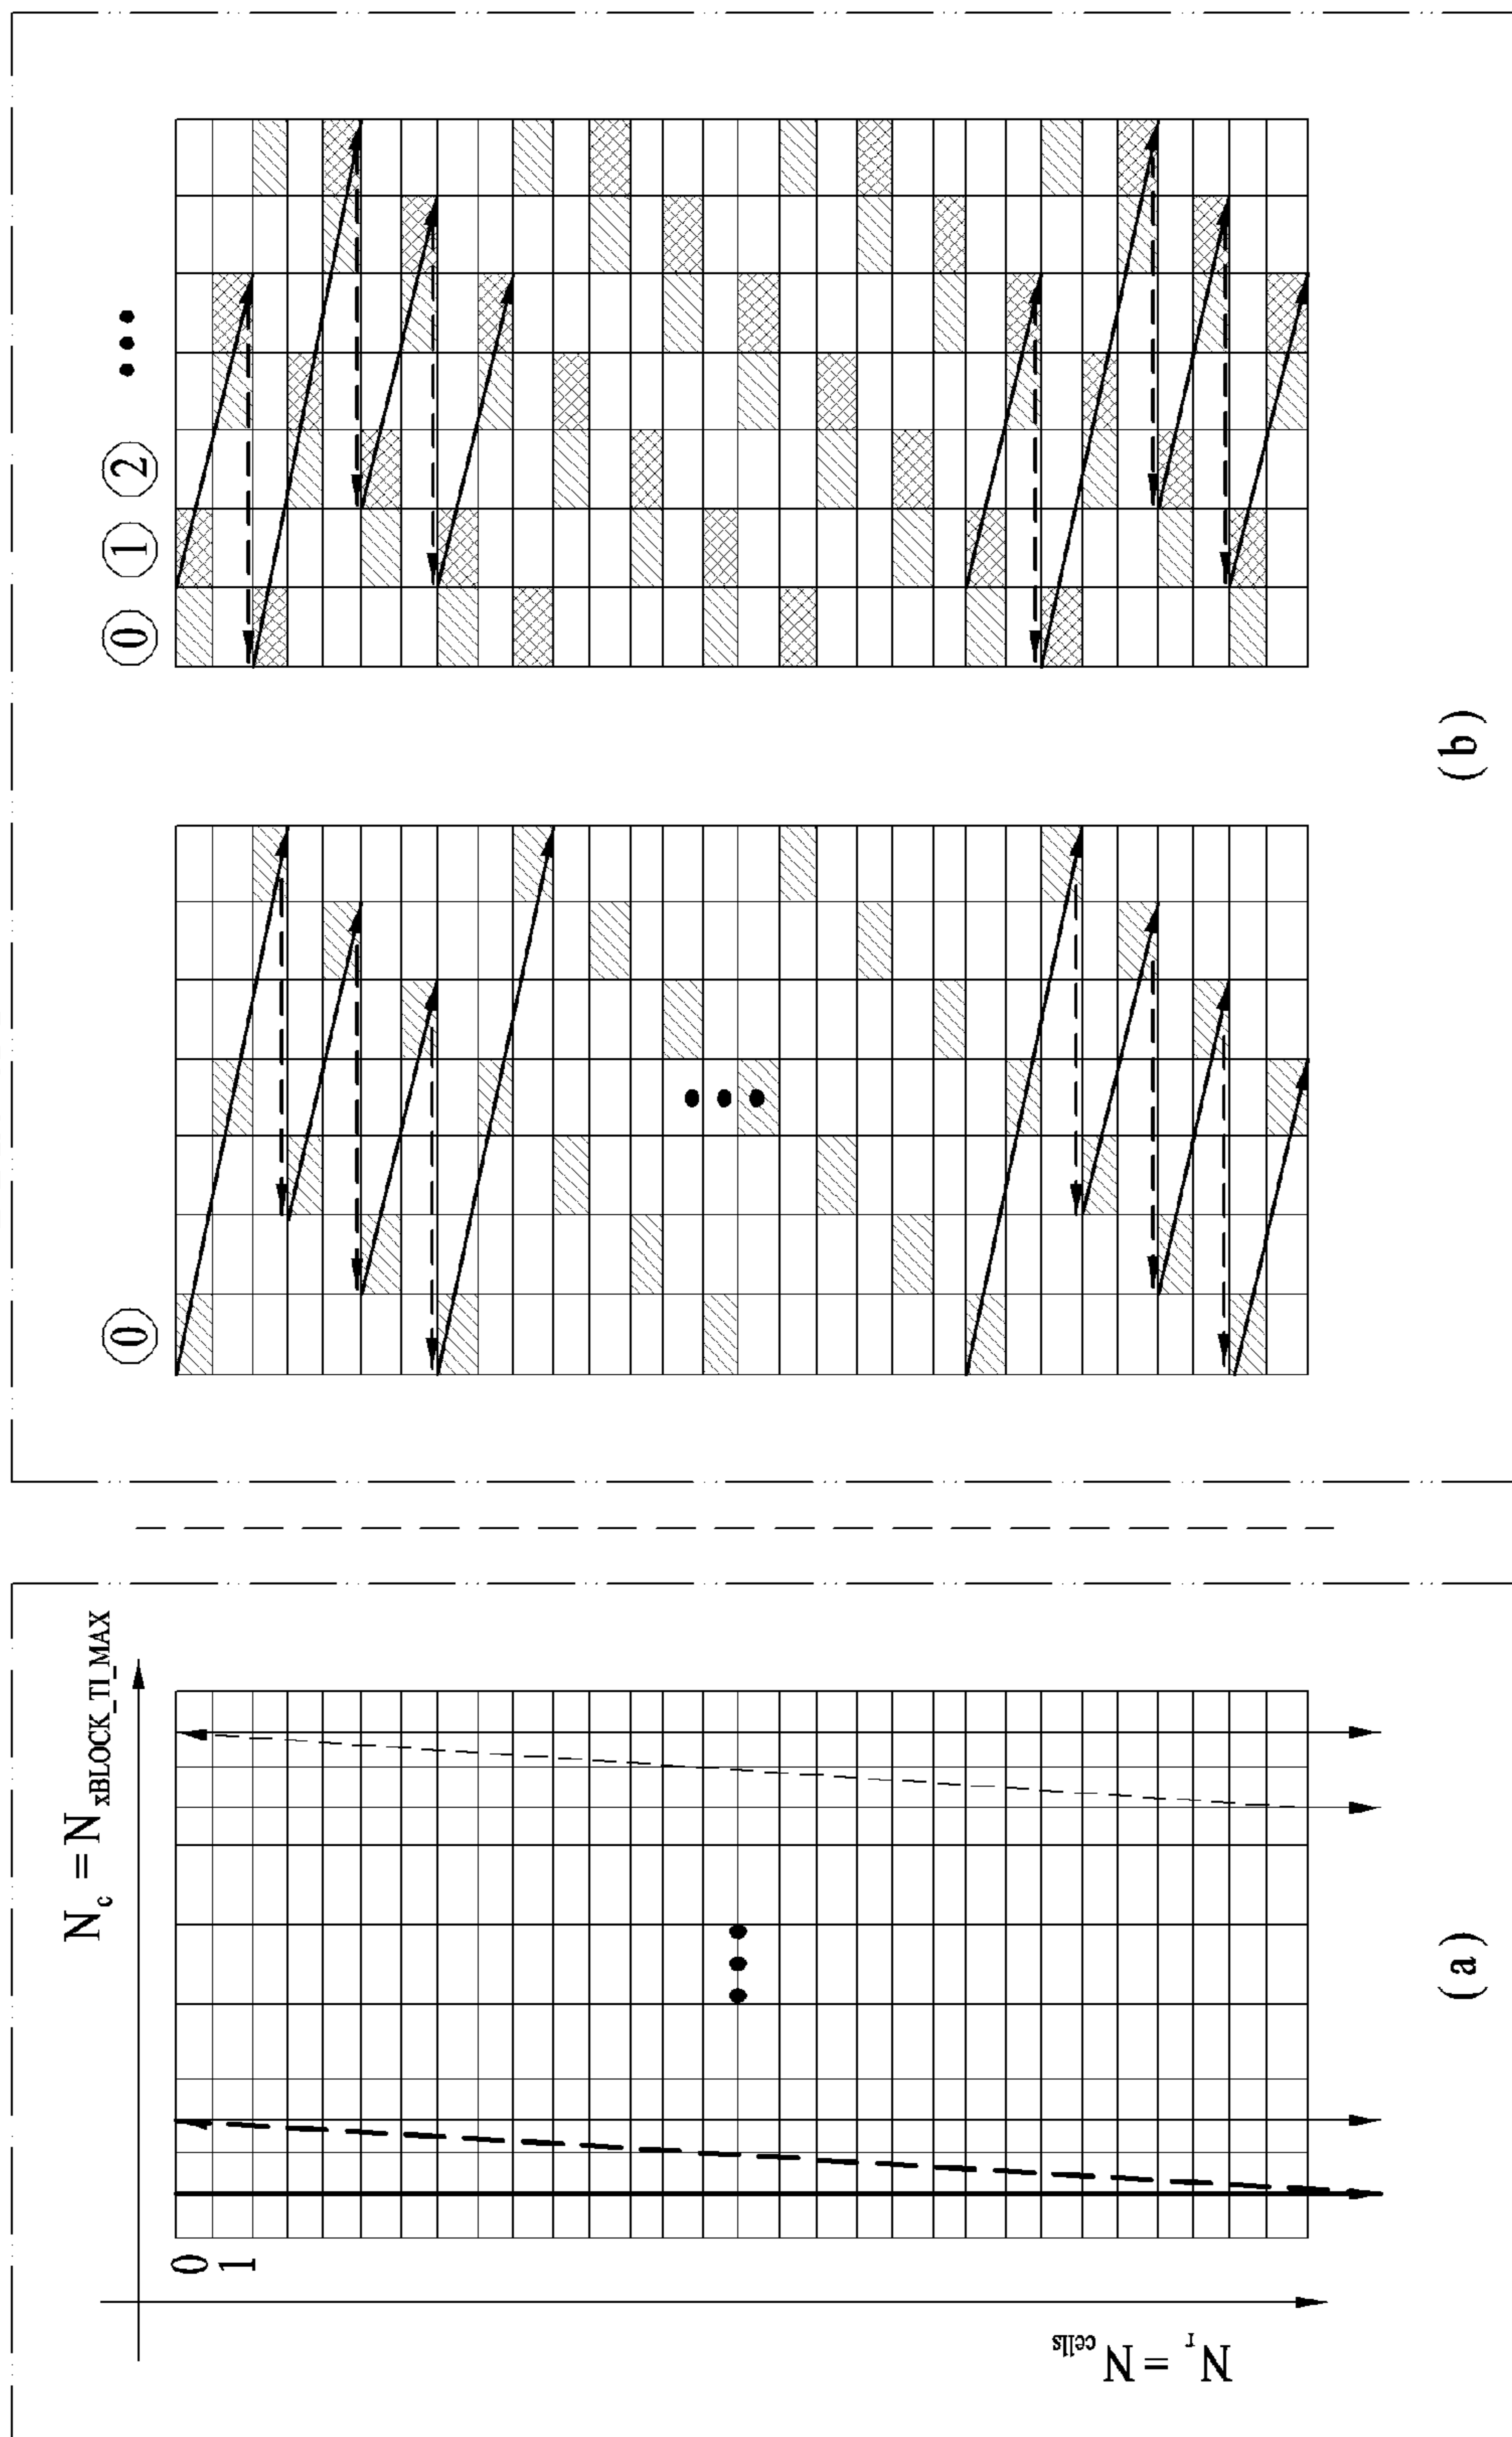 N_c = N_xBLOCK_TI_MAX
0
1
N_r = N_cells
(a)
⓪
⓪ ① ② •••
(b)